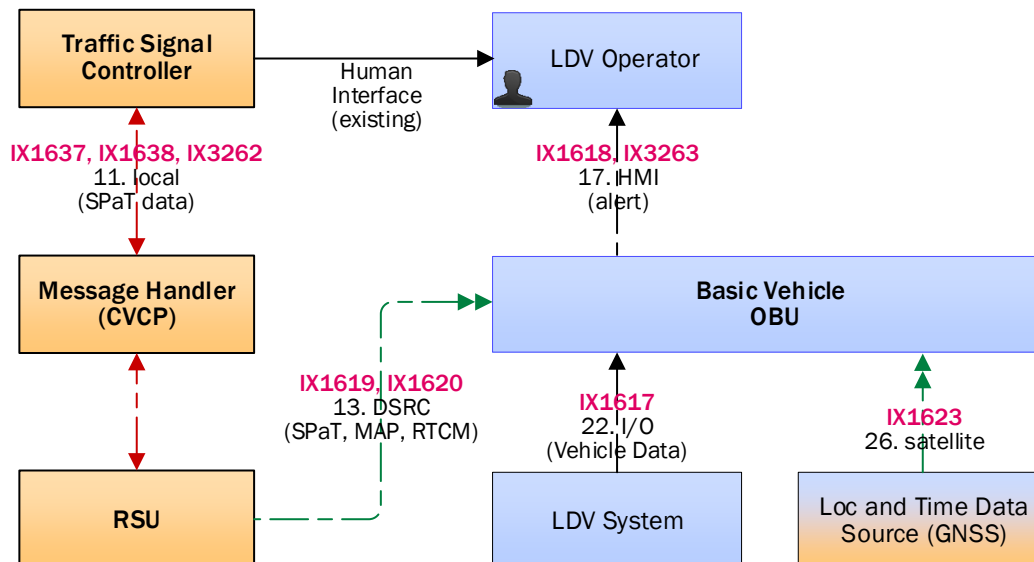 Traffic Signal
Controller
Human
Interface
(existing)
LDV Operator
IX1637, IX1638, IX3262
11. local
(SPaT data)
IX1618, IX3263
17. HMI
(alert)
Message Handler
(CVCP)
Basic Vehicle
OBU
IX1619, IX1620
13. DSRC
(SPaT, MAP, RTCM)
IX1617
22. I/O
(Vehicle Data)
IX1623
26. satellite
RSU
LDV System
Loc and Time Data
Source (GNSS)